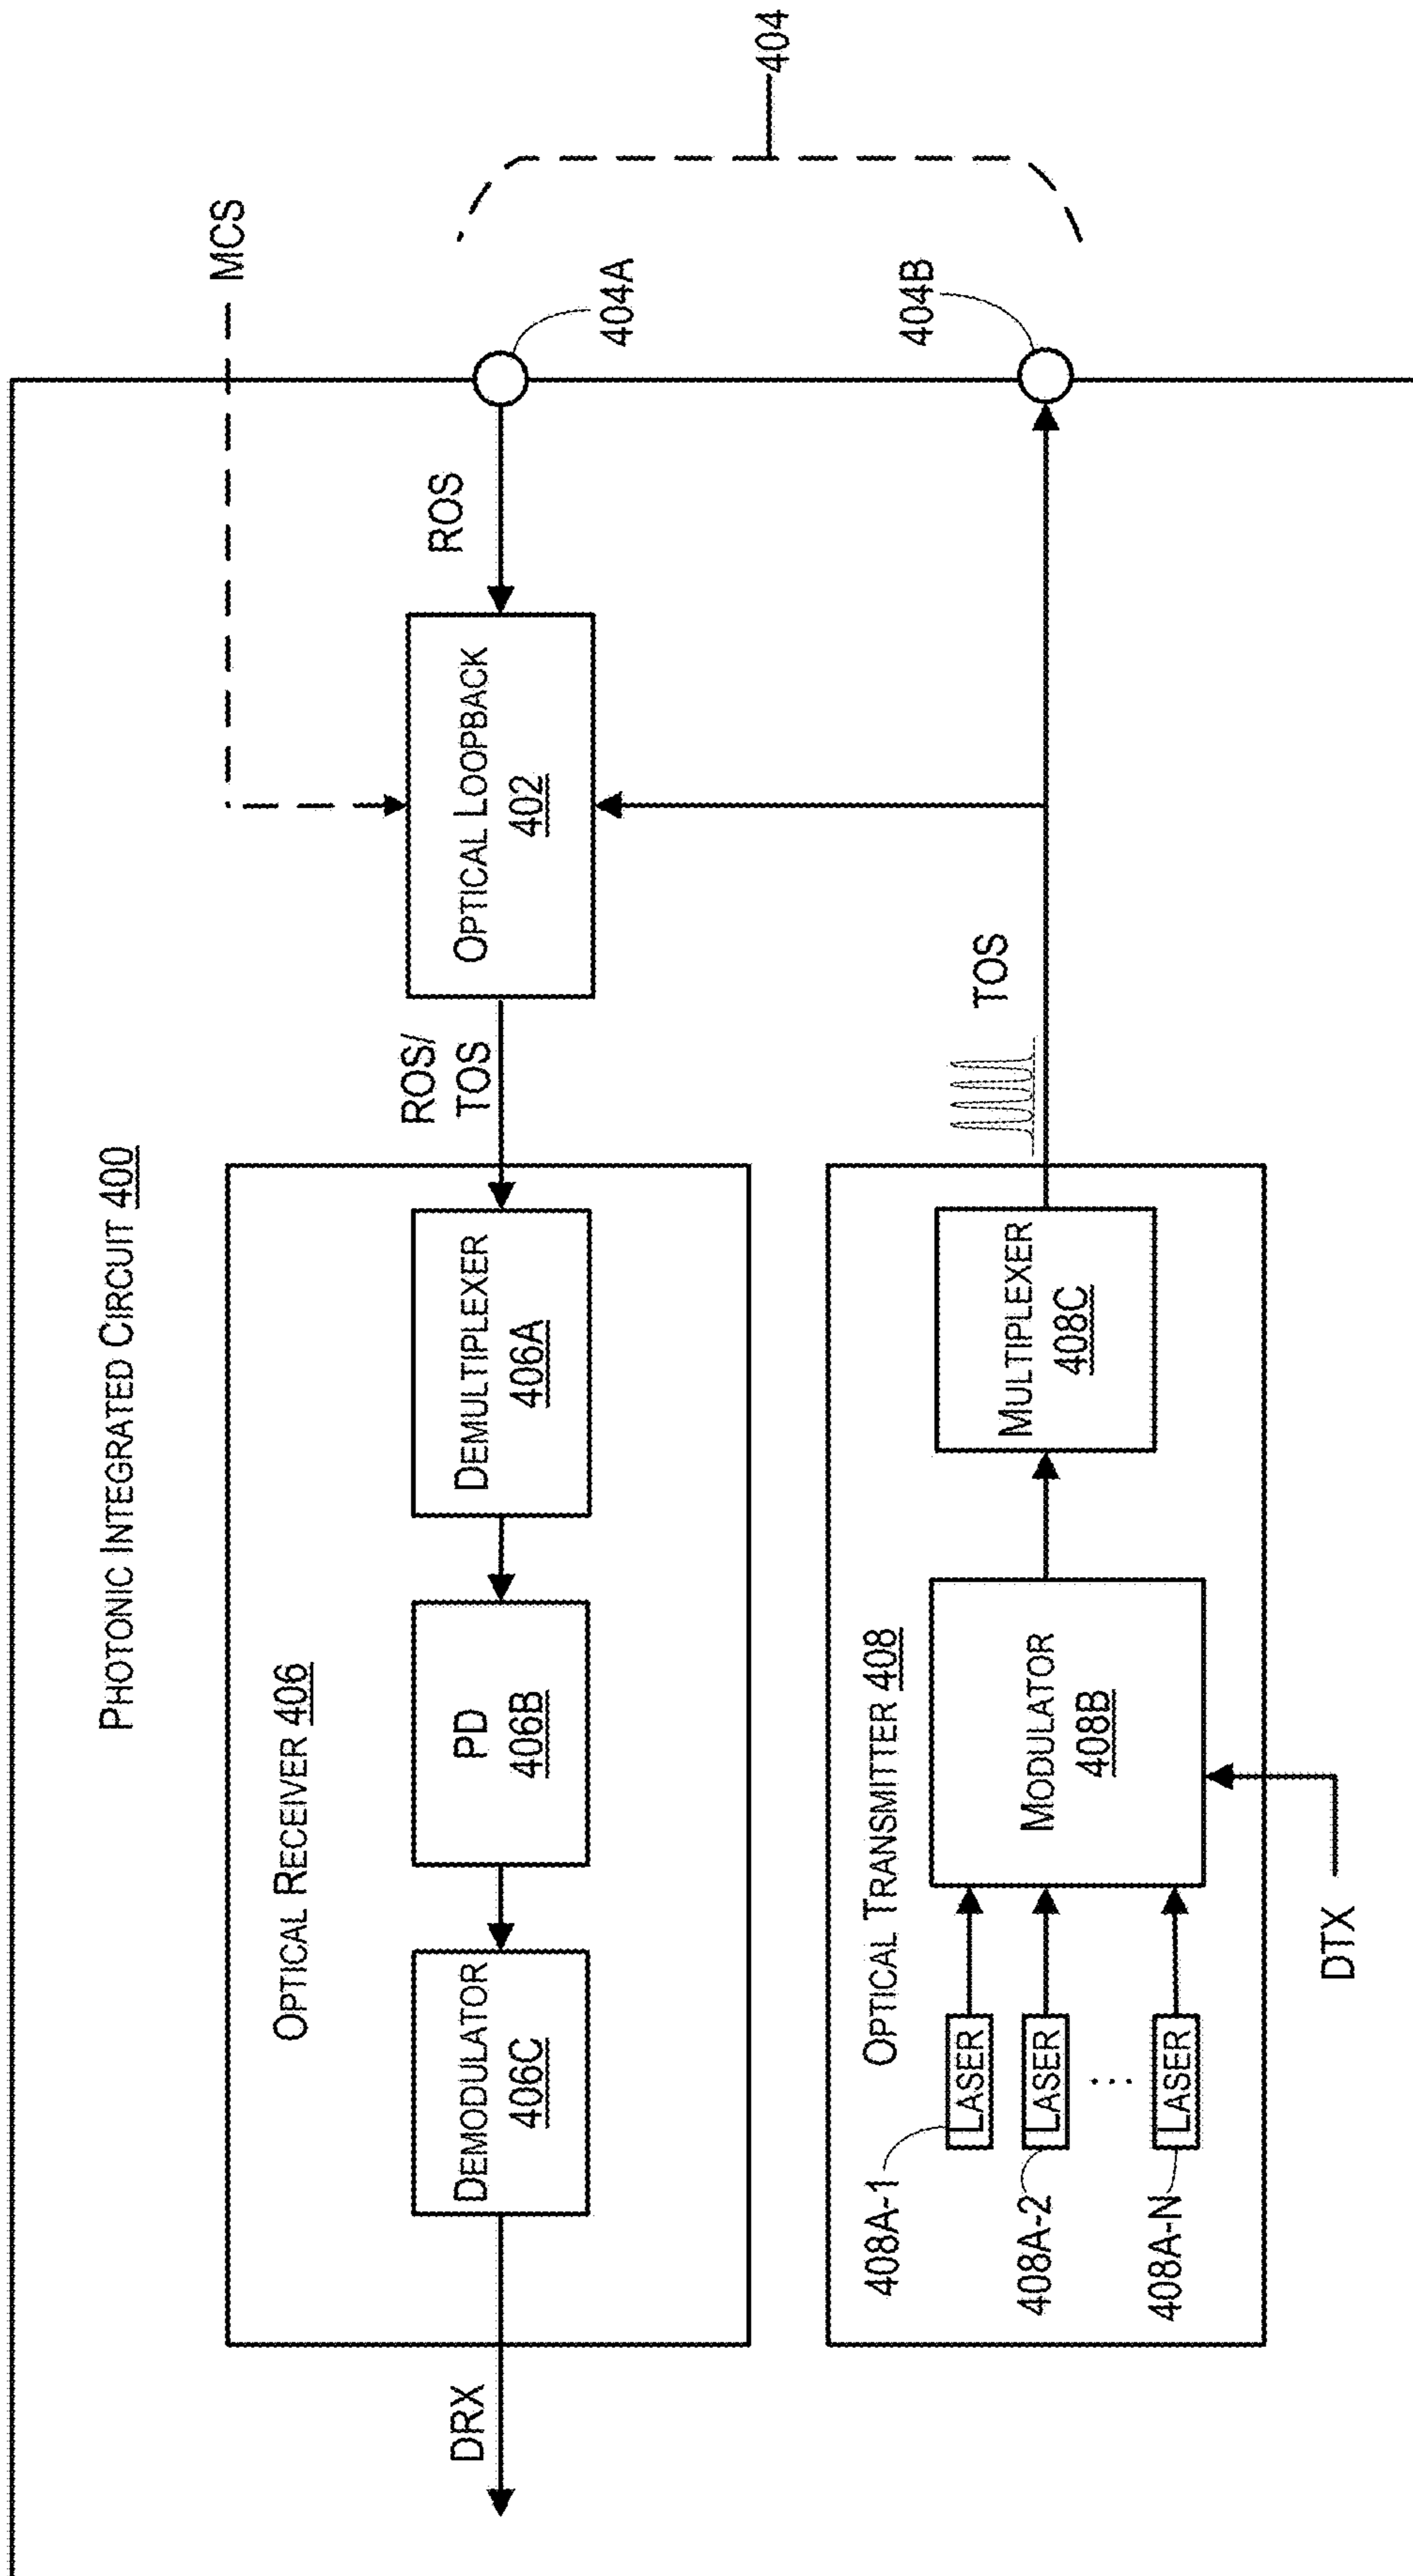 PHOTONIC INTEGRATED CIRCUIT 400
MCS
404
OPTICAL RECEIVER 406
DRX
DEMODULATOR
406C
PD
406B
DEMULTIPLEXER
406A
ROS/
TOS
OPTICAL LOOPBACK
402
ROS
404A
404B
OPTICAL TRANSMITTER 408
408A-1
LASER
408A-2
LASER
408A-N
LASER
MODULATOR
408B
MULTIPLEXER
408C
TOS
DTX